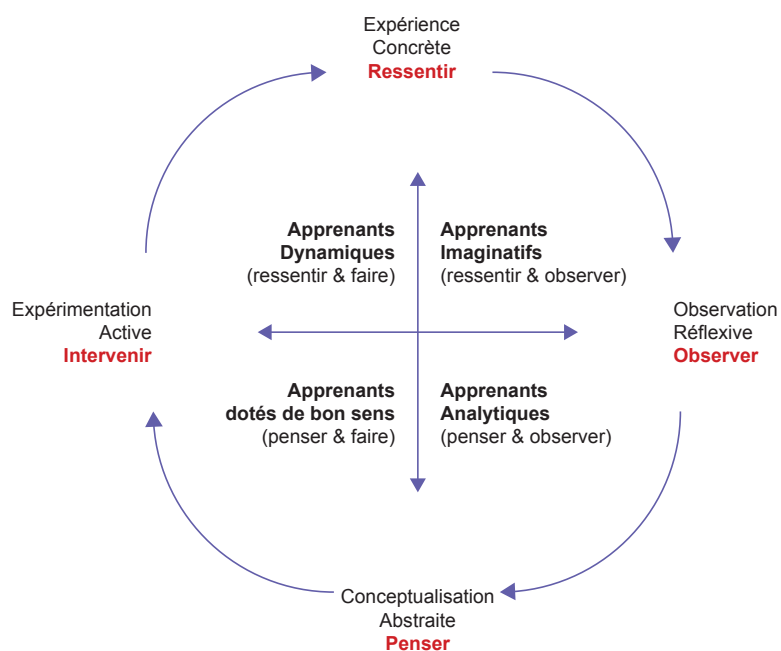 Expérience
Concrète
Ressentir
Apprenants
Dynamiques
(ressentir & faire)
Apprenants
Imaginatifs
(ressentir & observer)
Expérimentation
Active
Intervenir
Observation
Réflexive
Observer
Apprenants
dotés de bon sens
(penser & faire)
Apprenants
Analytiques
(penser & observer)
Conceptualisation
Abstraite
Penser